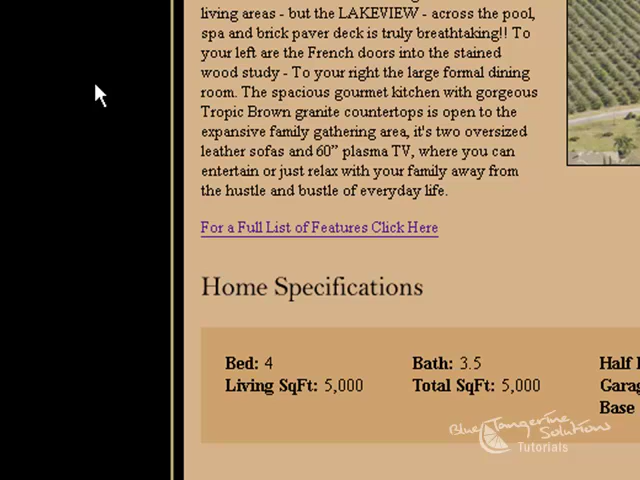 living areas - but the LAKEVIEW - across the pool,
spa and brick paver deck is truly breathtaking!! To
your left are the French doors into the stained
wood study - To your right the large formal dining
room. The spacious gourmet kitchen with gorgeous
Tropic Brown granite countertops is open to the
expansive family gathering area, it's two oversized
leather sofas and 60” plasma TV, where you can
entertain or just relax with your family away from
the hustle and bustle of everyday life.
For a Full List of Features Click Here
Home Specifications
Bed: 4 Bath: 3.5 Half
Living SqFt: 5,000 Total SqFt: 5,000 Garag
Base
Blue Tangerine Solutions
Tutorials